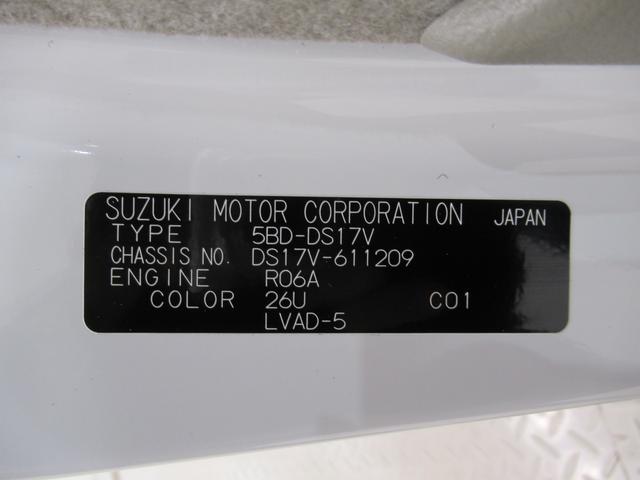 SUZUKI MOTOR CORPORATION JAPAN
TYPE 5BD-DS17V
CHASSIS NO. DS17V-611209
ENGINE R06A
COLOR 26U C01
LVAD-5